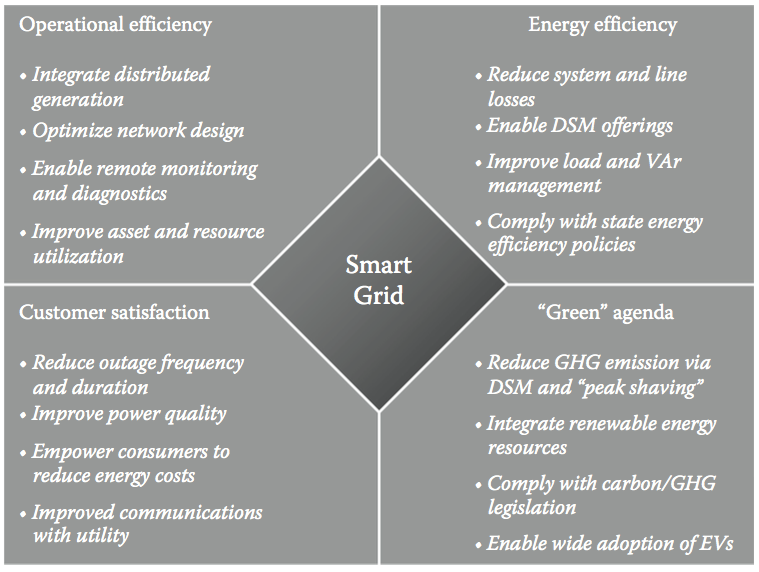 Operational efficiency
• Integrate distributed
generation
• Optimize network design
• Enable remote monitoring
and diagnostics
• Improve asset and resource
utilization
Energy efficiency
• Reduce system and line
losses
• Enable DSM offerings
• Improve load and VAr
management
• Comply with state energy
efficiency policies
Smart
Grid
Customer satisfaction
• Reduce outage frequency
and duration
• Improve power quality
• Empower consumers to
reduce energy costs
• Improved communications
with utility
“Green” agenda
• Reduce GHG emission via
DSM and “peak shaving”
• Integrate renewable energy
resources
• Comply with carbon/GHG
legislation
• Enable wide adoption of EVs